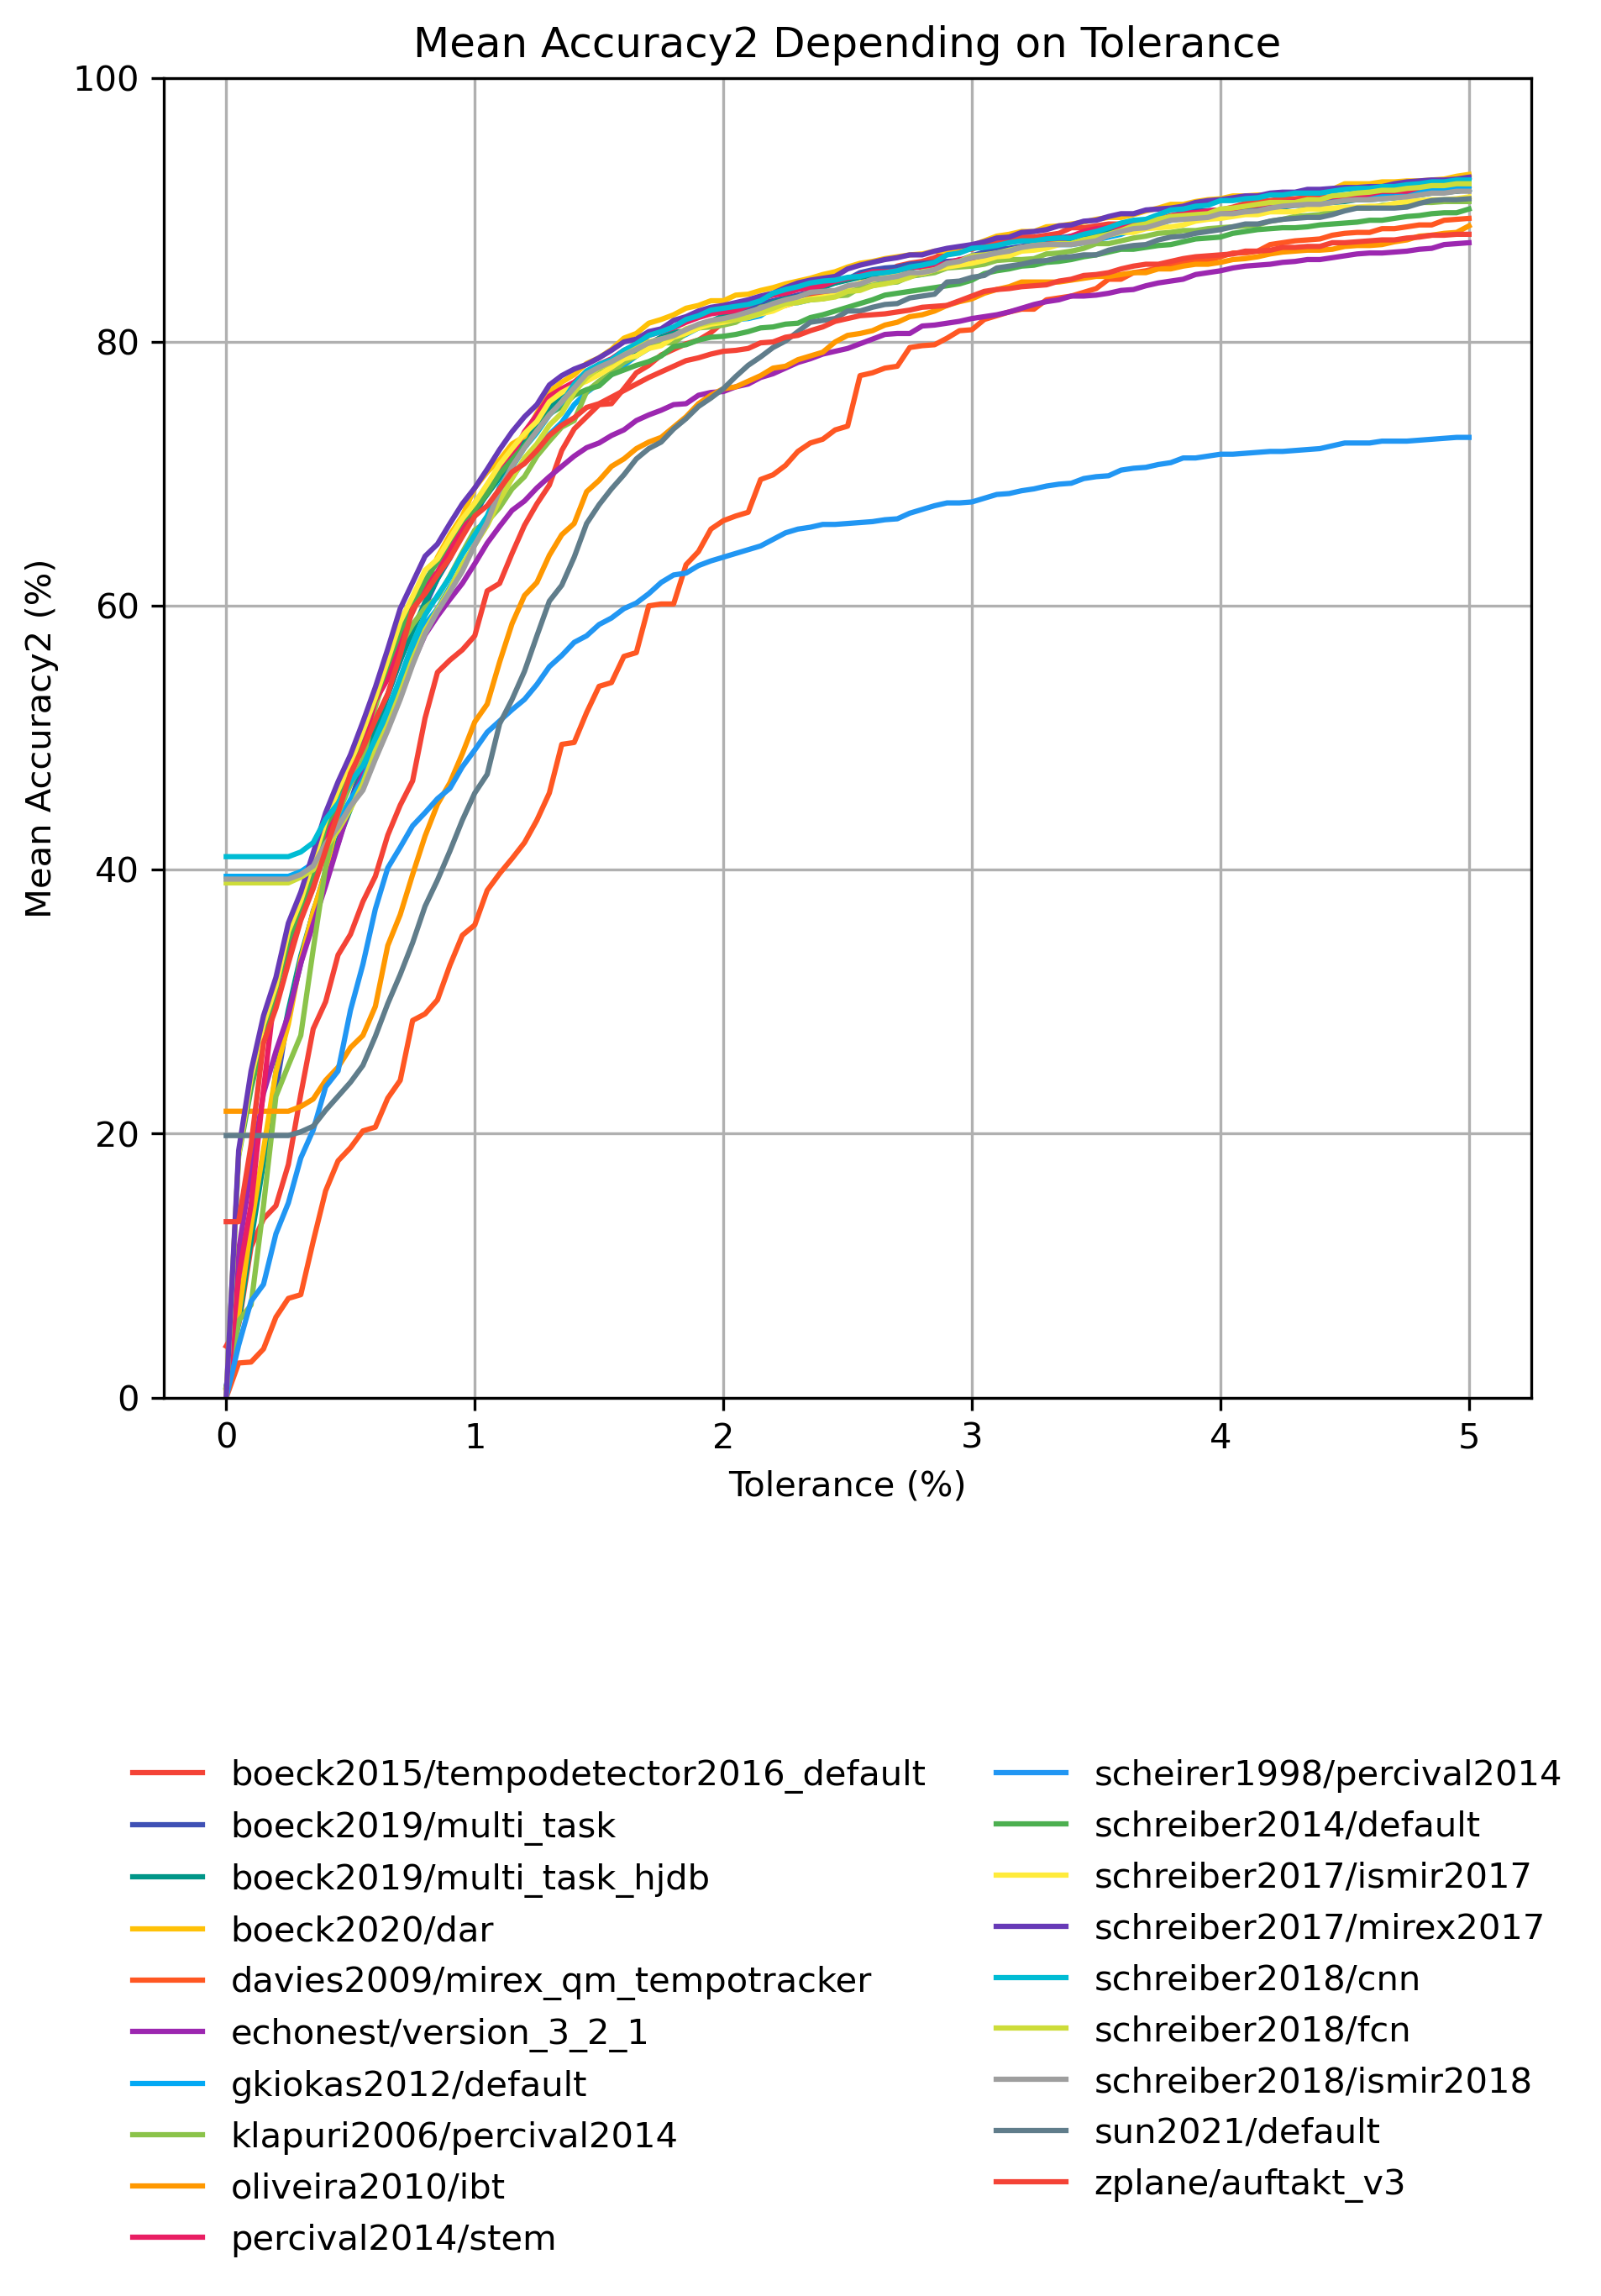 Mean Accuracy2 Depending on Tolerance
100
80
60
40
20
0
Mean Accuracy2 (%)
0 1 2 3 4 5
Tolerance (%)
boeck2015/tempodetector2016_default
boeck2019/multi_task
boeck2019/multi_task_hjdb
boeck2020/dar
davies2009/mirex_qm_tempotracker
echonest/version_3_2_1
gkiokas2012/default
klapuri2006/percival2014
oliveira2010/ibt
percival2014/stem
scheirer1998/percival2014
schreiber2014/default
schreiber2017/ismir2017
schreiber2017/mirex2017
schreiber2018/cnn
schreiber2018/fcn
schreiber2018/ismir2018
sun2021/default
zplane/auftakt_v3